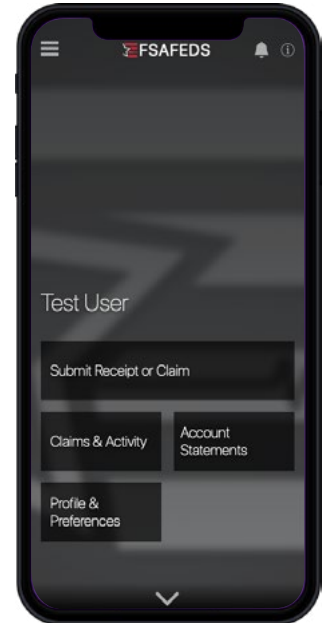 FSAFEDS
Test User
Submit Receipt or Claim
Claims & Activity
Account
Statements
Profile &
Preferences